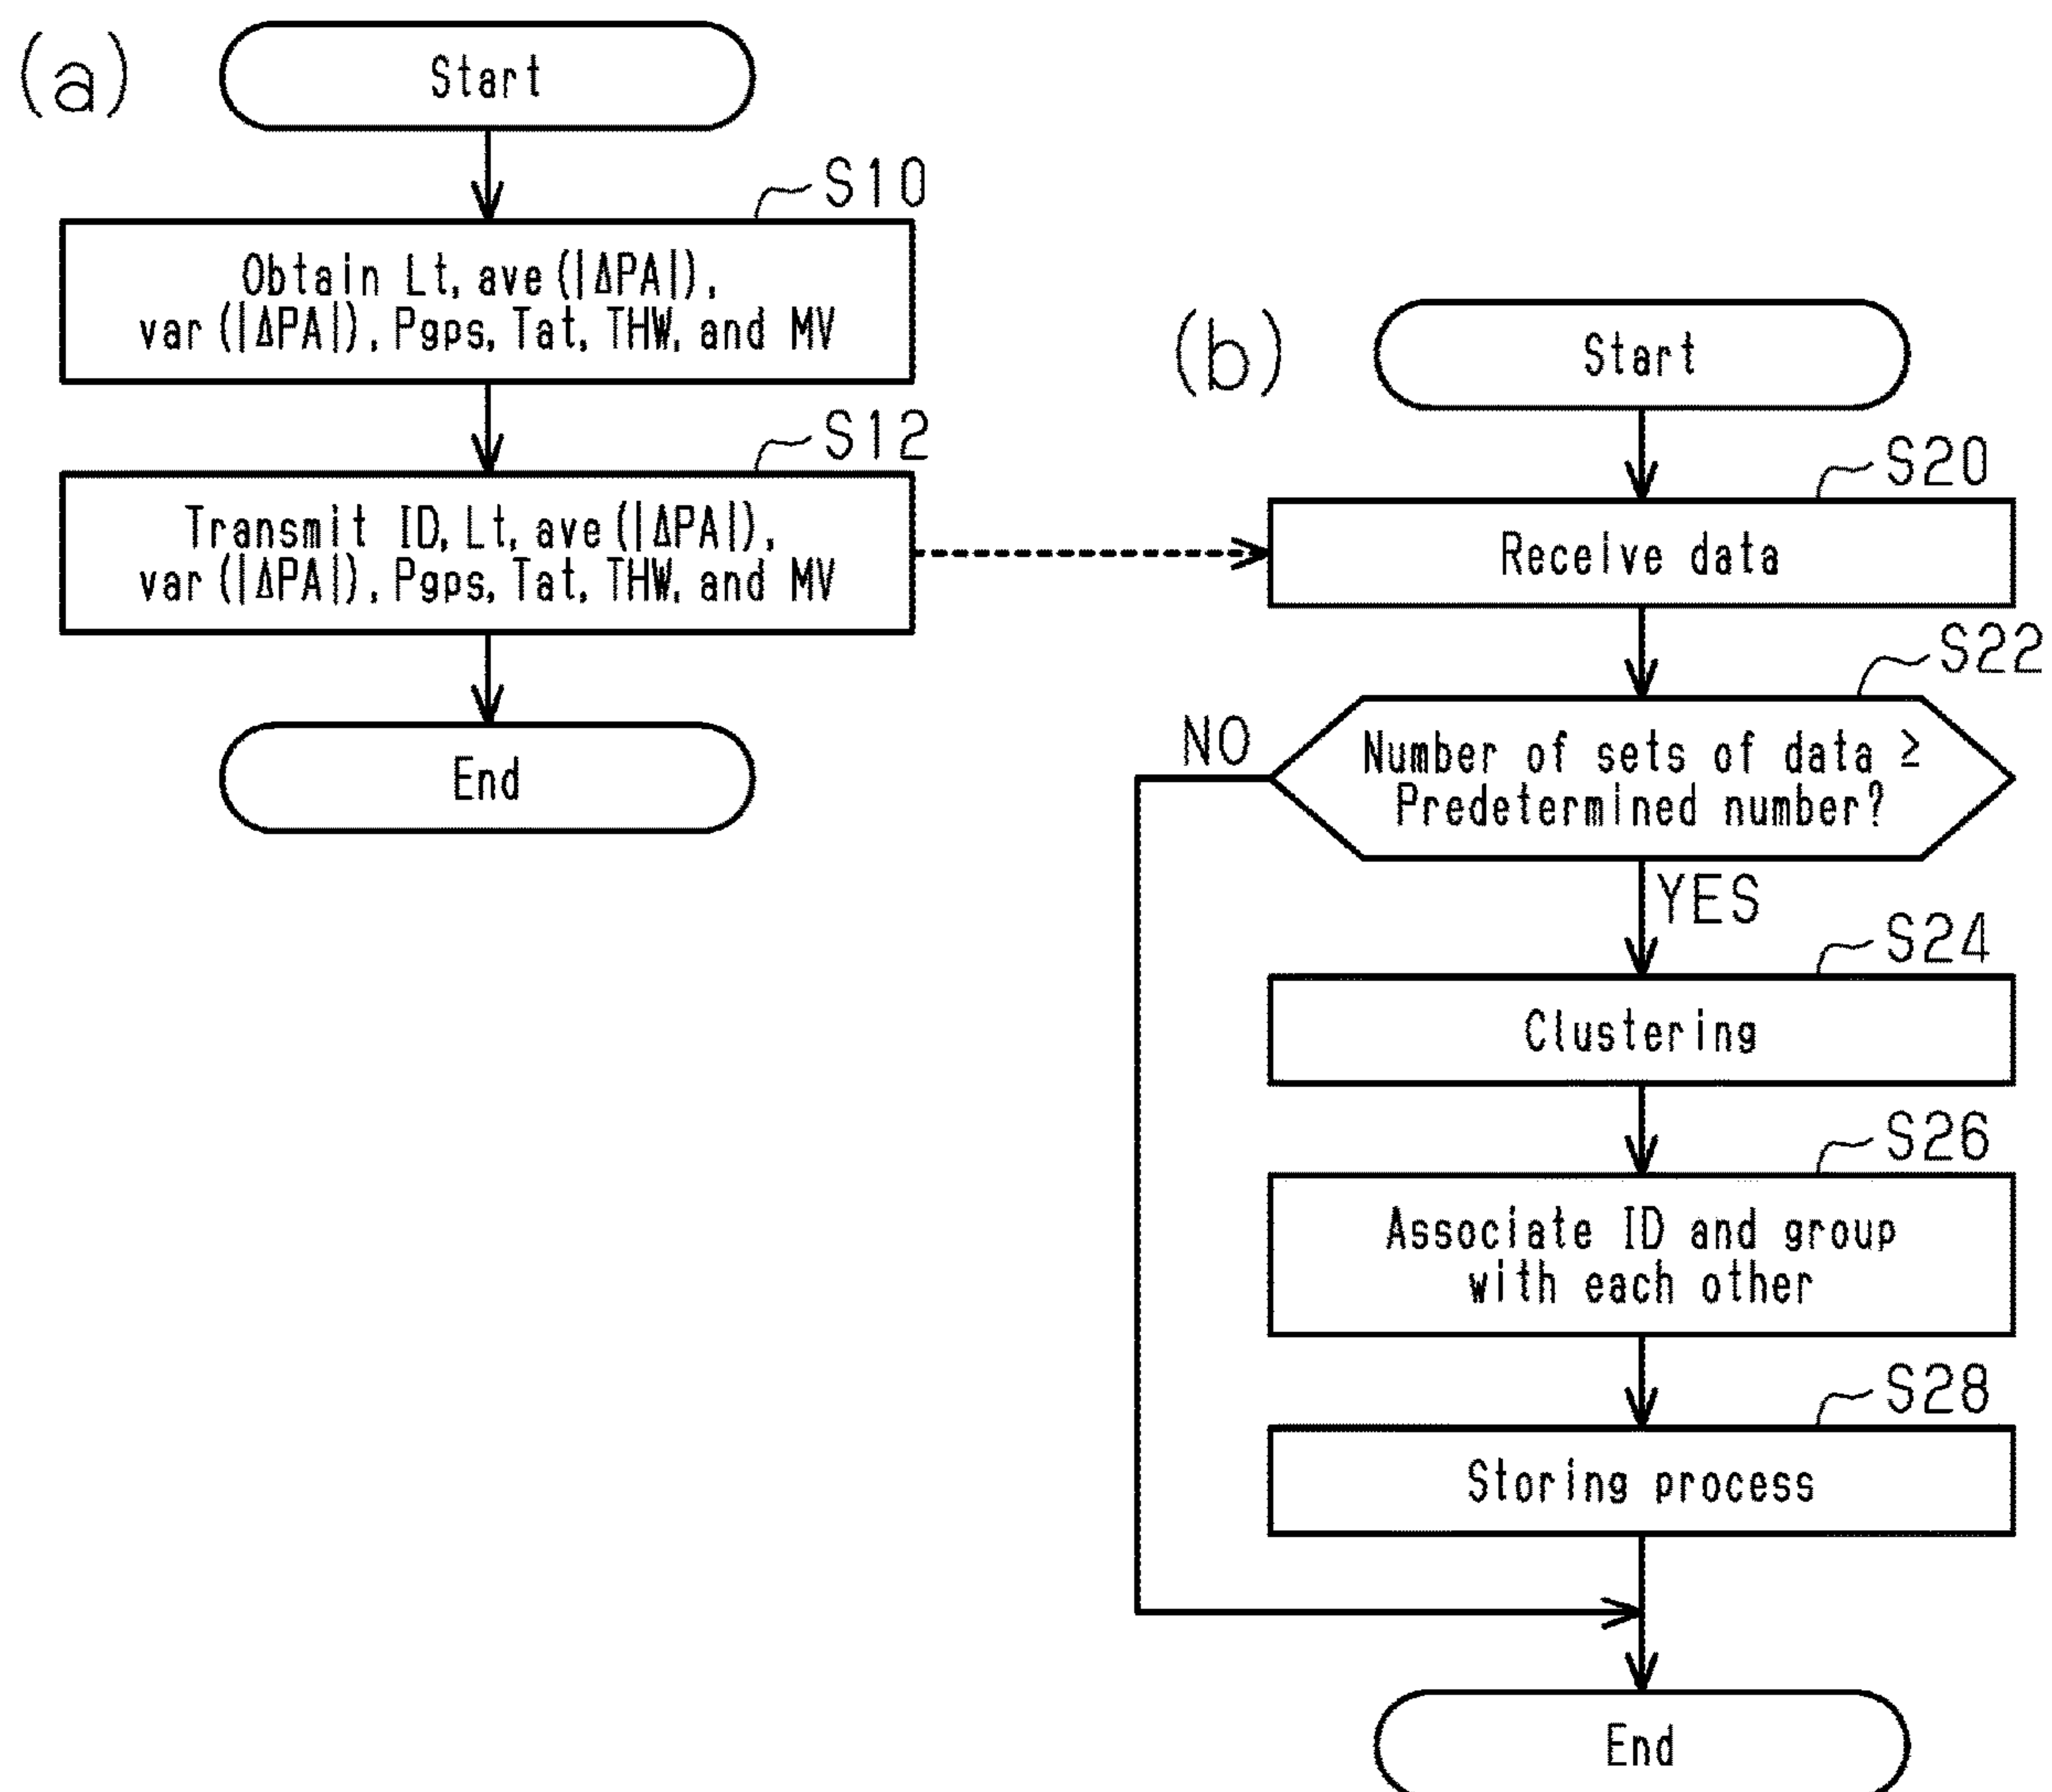 (a)
Start
S10
Obtain Lt, ave(|ΔPA|),
var(|ΔPA|), Pgps, Tat, THW, and MV
S12
Transmit ID, Lt, ave(|ΔPA|),
var(|ΔPA|), Pgps, Tat, THW, and MV
End
(b)
Start
S20
Receive data
S22
Number of sets of data ≥
Predetermined number?
NO
YES
S24
Clustering
S26
Associate ID and group
with each other
S28
Storing process
End